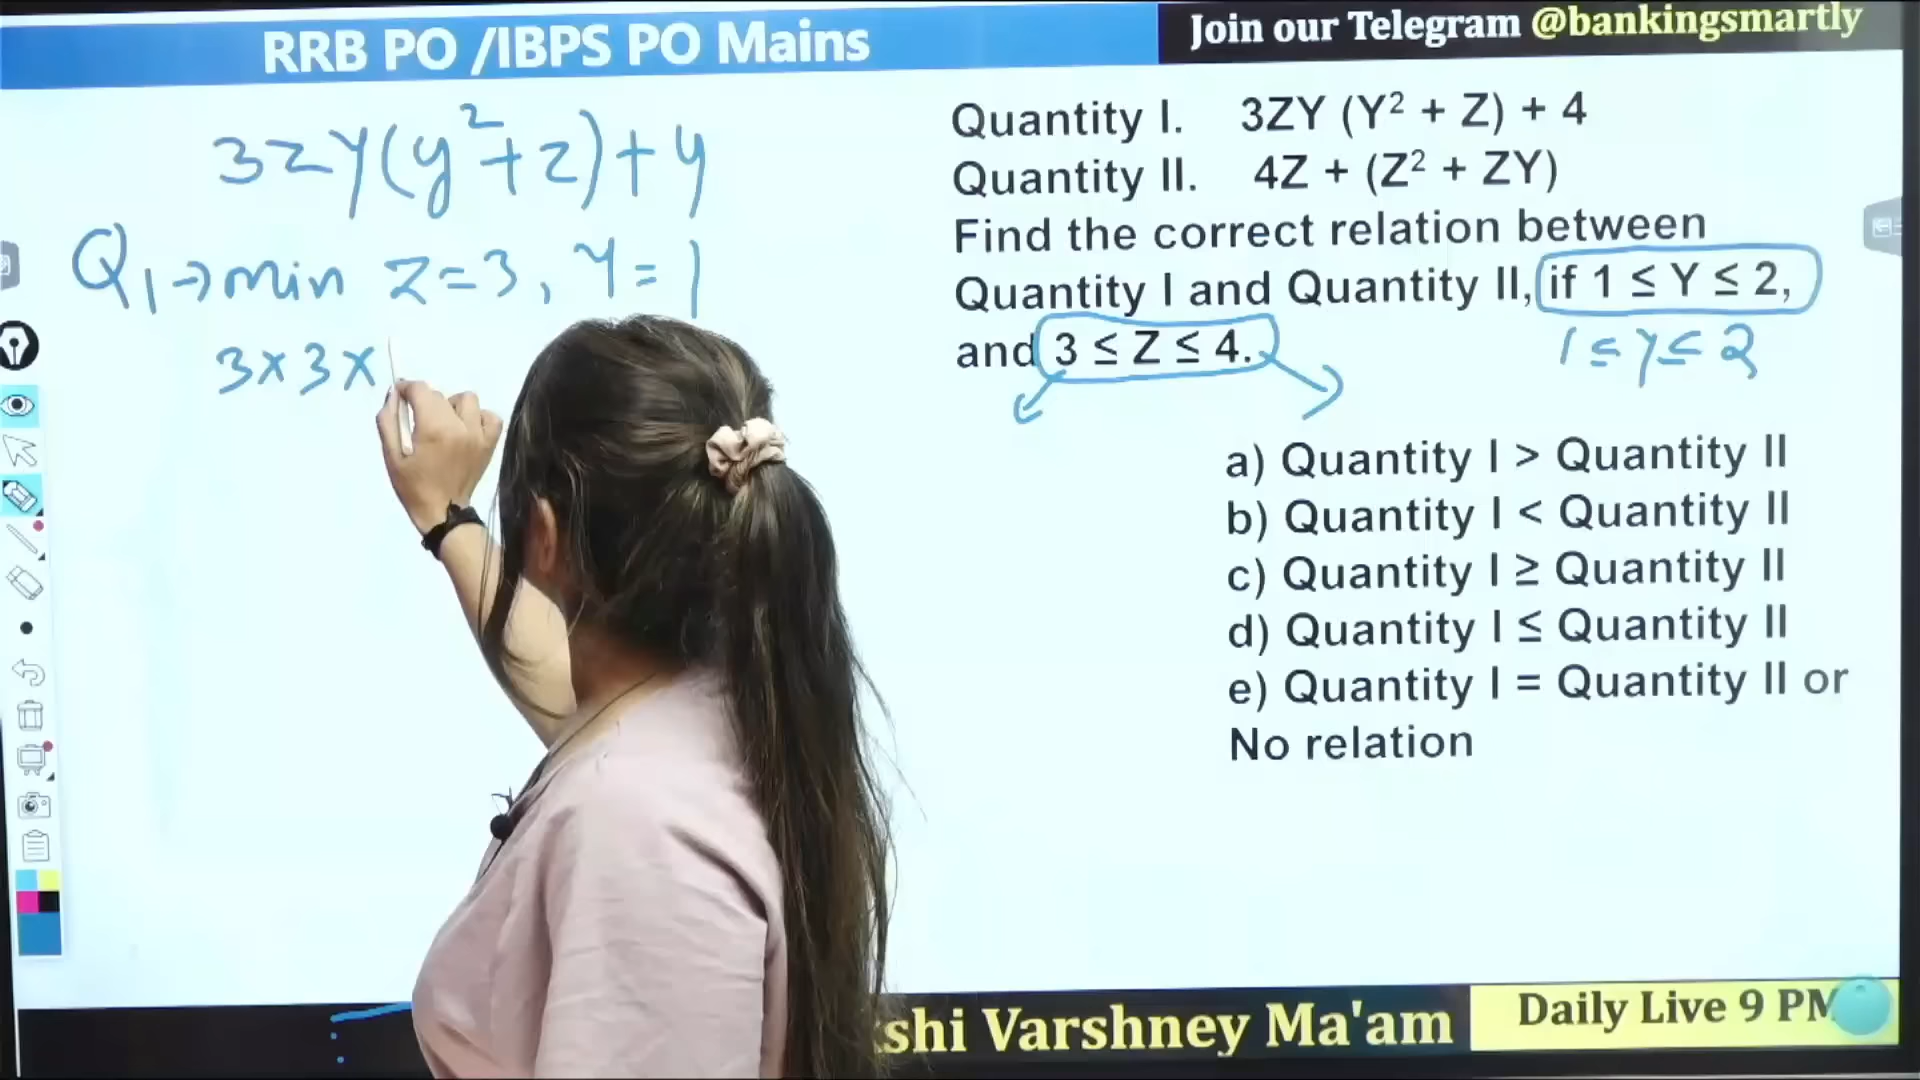 RRB PO /IBPS PO Mains
Join our Telegram @bankingsmartly
3ZY(y²+z)+4
Q₁→min Z=3, Y=1
3×3×
Quantity I. 3ZY (Y² + Z) + 4
Quantity II. 4Z + (Z² + ZY)
Find the correct relation between
Quantity I and Quantity II, if 1 ≤ Y ≤ 2,
and 3 ≤ Z ≤ 4.
1 ≤ y ≤ 2
a) Quantity I > Quantity II
b) Quantity I < Quantity II
c) Quantity I ≥ Quantity II
d) Quantity I ≤ Quantity II
e) Quantity I = Quantity II or
No relation
kshi Varshney Ma'am
Daily Live 9 PM